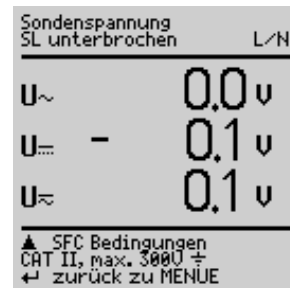 Sondenspannung
SL unterbrochen L/N
U~ 0.0 V
U⎓ - 0.1 V
U≂ 0.1 V
▲ SFC Bedingungen
CAT II, max. 300V ⏚
↵ zurück zu MENUE